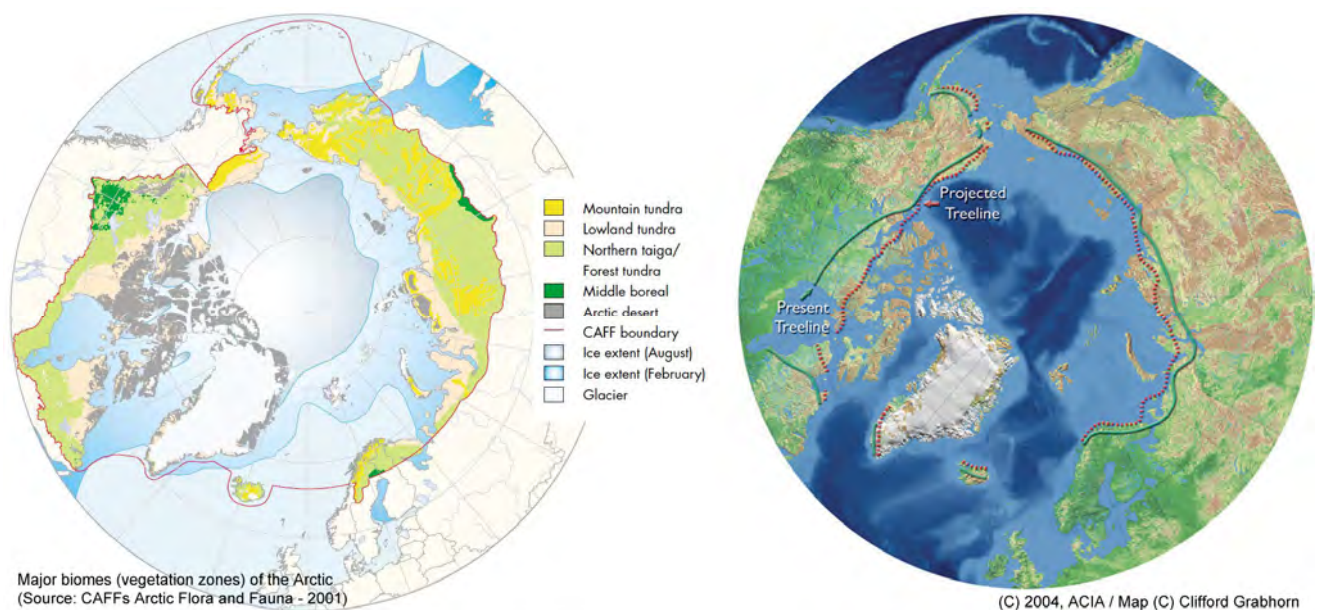 Mountain tundra
Lowland tundra
Northern taiga/
Forest tundra
Middle boreal
Arctic desert
CAFF boundary
Ice extent (August)
Ice extent (February)
Glacier
Major biomes (vegetation zones) of the Arctic
(Source: CAFFs Arctic Flora and Fauna - 2001)
Projected
Treeline
Present
Treeline
(C) 2004, ACIA / Map (C) Clifford Grabhorn